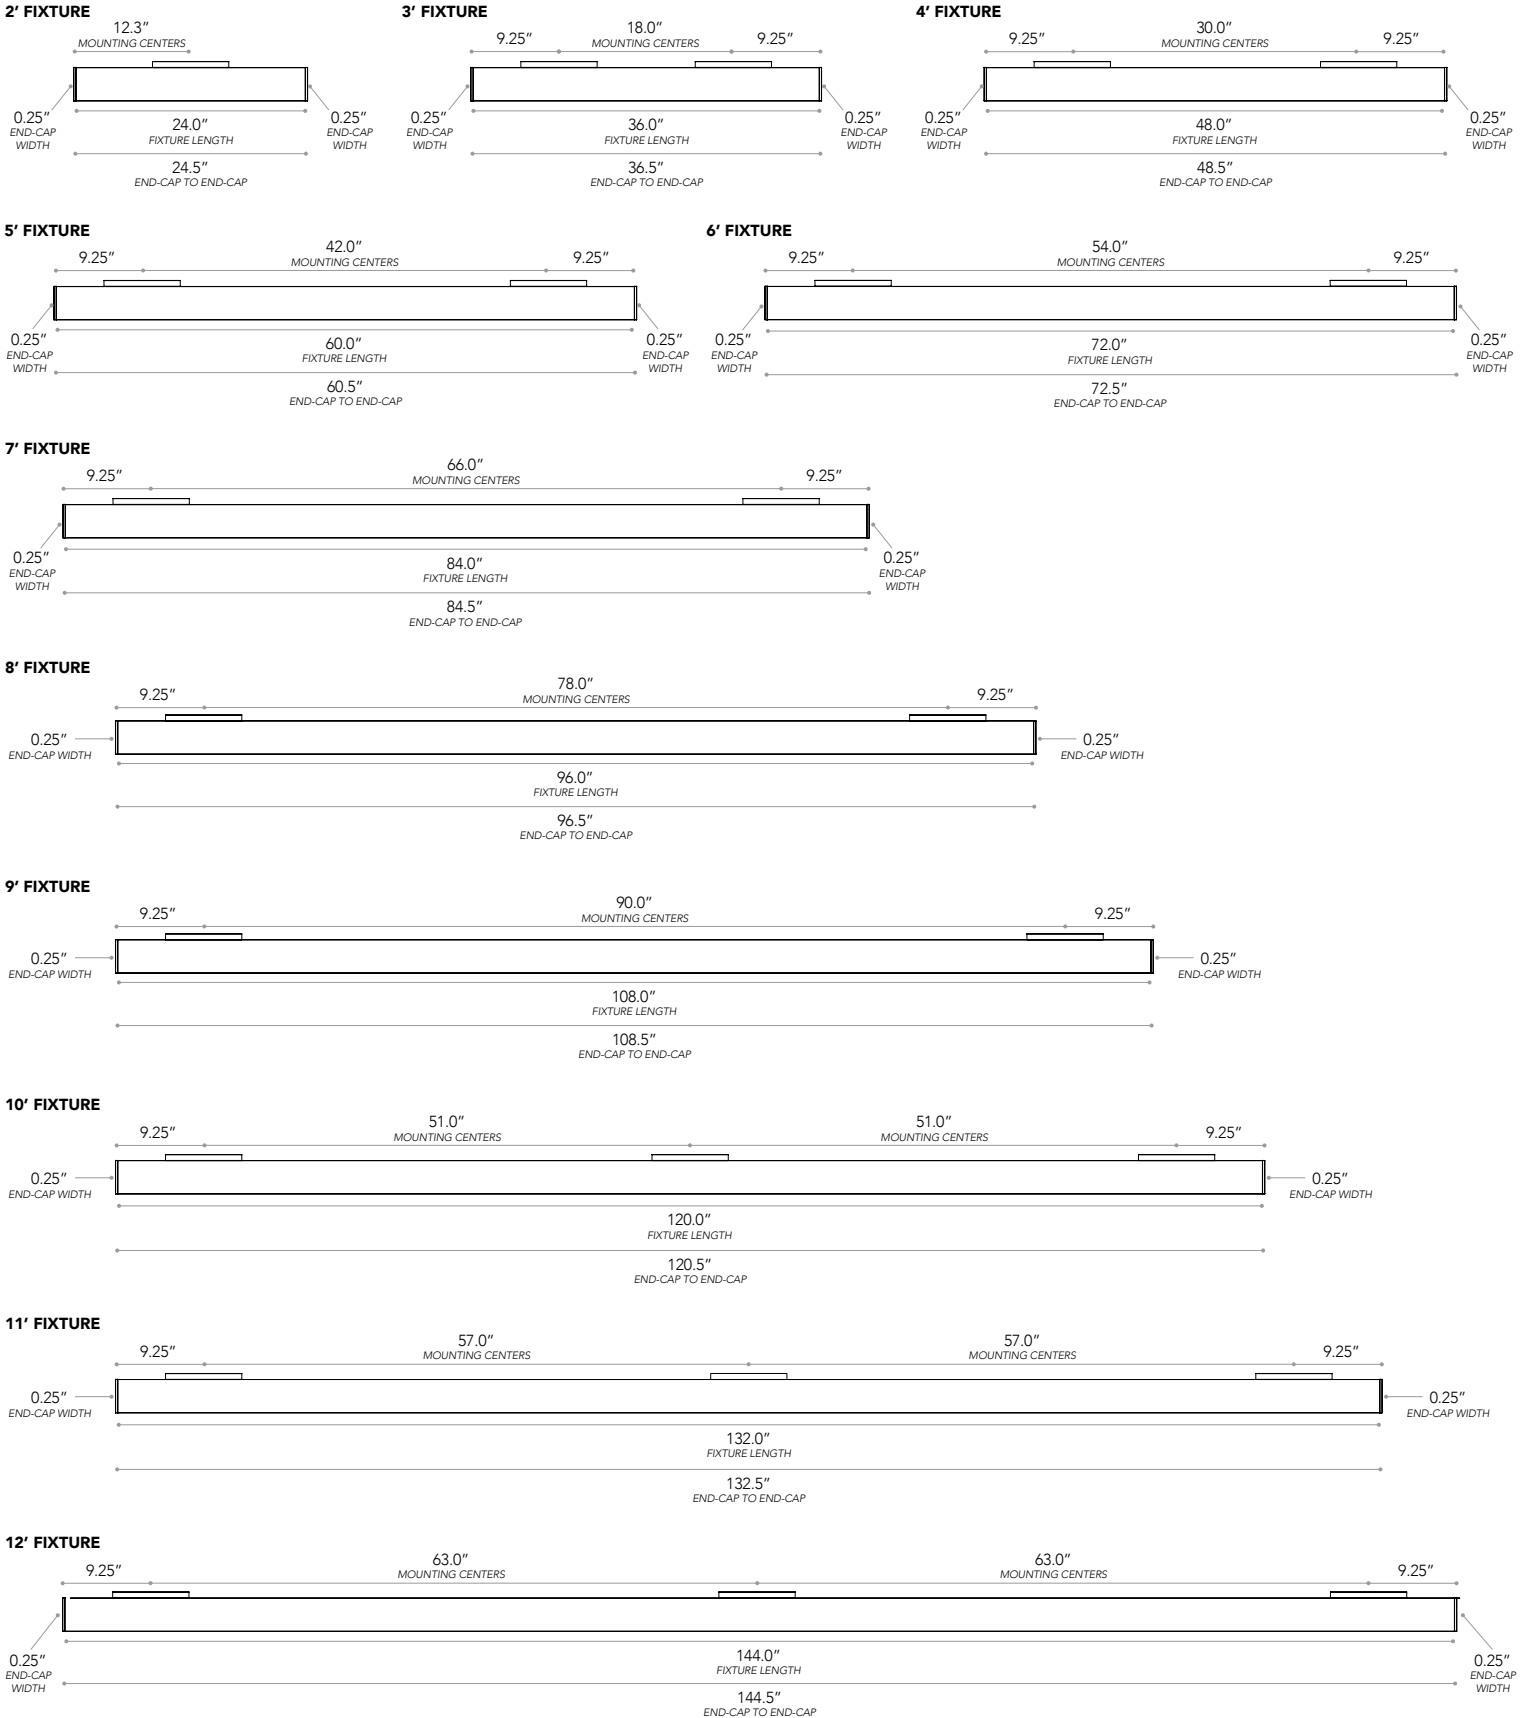 2’ FIXTURE
12.3”
MOUNTING CENTERS
0.25”
END-CAP
WIDTH
24.0”
FIXTURE LENGTH
24.5”
END-CAP TO END-CAP
0.25”
END-CAP
WIDTH
3’ FIXTURE
9.25”
18.0”
MOUNTING CENTERS
9.25”
0.25”
END-CAP
WIDTH
36.0”
FIXTURE LENGTH
36.5”
END-CAP TO END-CAP
0.25”
END-CAP
WIDTH
4’ FIXTURE
9.25”
30.0”
MOUNTING CENTERS
9.25”
0.25”
END-CAP
WIDTH
48.0”
FIXTURE LENGTH
48.5”
END-CAP TO END-CAP
0.25”
END-CAP
WIDTH
5’ FIXTURE
9.25”
42.0”
MOUNTING CENTERS
9.25”
0.25”
END-CAP
WIDTH
60.0”
FIXTURE LENGTH
60.5”
END-CAP TO END-CAP
0.25”
END-CAP
WIDTH
6’ FIXTURE
9.25”
54.0”
MOUNTING CENTERS
9.25”
0.25”
END-CAP
WIDTH
72.0”
FIXTURE LENGTH
72.5”
END-CAP TO END-CAP
0.25”
END-CAP
WIDTH
7’ FIXTURE
9.25”
66.0”
MOUNTING CENTERS
9.25”
0.25”
END-CAP
WIDTH
84.0”
FIXTURE LENGTH
84.5”
END-CAP TO END-CAP
0.25”
END-CAP
WIDTH
8’ FIXTURE
9.25”
78.0”
MOUNTING CENTERS
9.25”
0.25”
END-CAP WIDTH
0.25”
END-CAP WIDTH
96.0”
FIXTURE LENGTH
96.5”
END-CAP TO END-CAP
9’ FIXTURE
9.25”
90.0”
MOUNTING CENTERS
9.25”
0.25”
END-CAP WIDTH
0.25”
END-CAP WIDTH
108.0”
FIXTURE LENGTH
108.5”
END-CAP TO END-CAP
10’ FIXTURE
9.25”
51.0”
MOUNTING CENTERS
51.0”
MOUNTING CENTERS
9.25”
0.25”
END-CAP WIDTH
0.25”
END-CAP WIDTH
120.0”
FIXTURE LENGTH
120.5”
END-CAP TO END-CAP
11’ FIXTURE
9.25”
57.0”
MOUNTING CENTERS
57.0”
MOUNTING CENTERS
9.25”
0.25”
END-CAP WIDTH
0.25”
END-CAP WIDTH
132.0”
FIXTURE LENGTH
132.5”
END-CAP TO END-CAP
12’ FIXTURE
9.25”
63.0”
MOUNTING CENTERS
63.0”
MOUNTING CENTERS
9.25”
0.25”
END-CAP
WIDTH
144.0”
FIXTURE LENGTH
144.5”
END-CAP TO END-CAP
0.25”
END-CAP
WIDTH